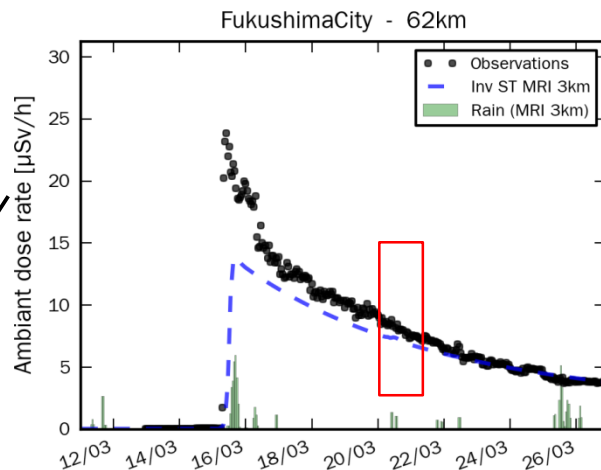 FukushimaCity - 62km
Ambiant dose rate [µSv/h]
30
25
20
15
10
5
0
Observations
Inv ST MRI 3km
Rain (MRI 3km)
12/03 14/03 16/03 18/03 20/03 22/03 24/03 26/03